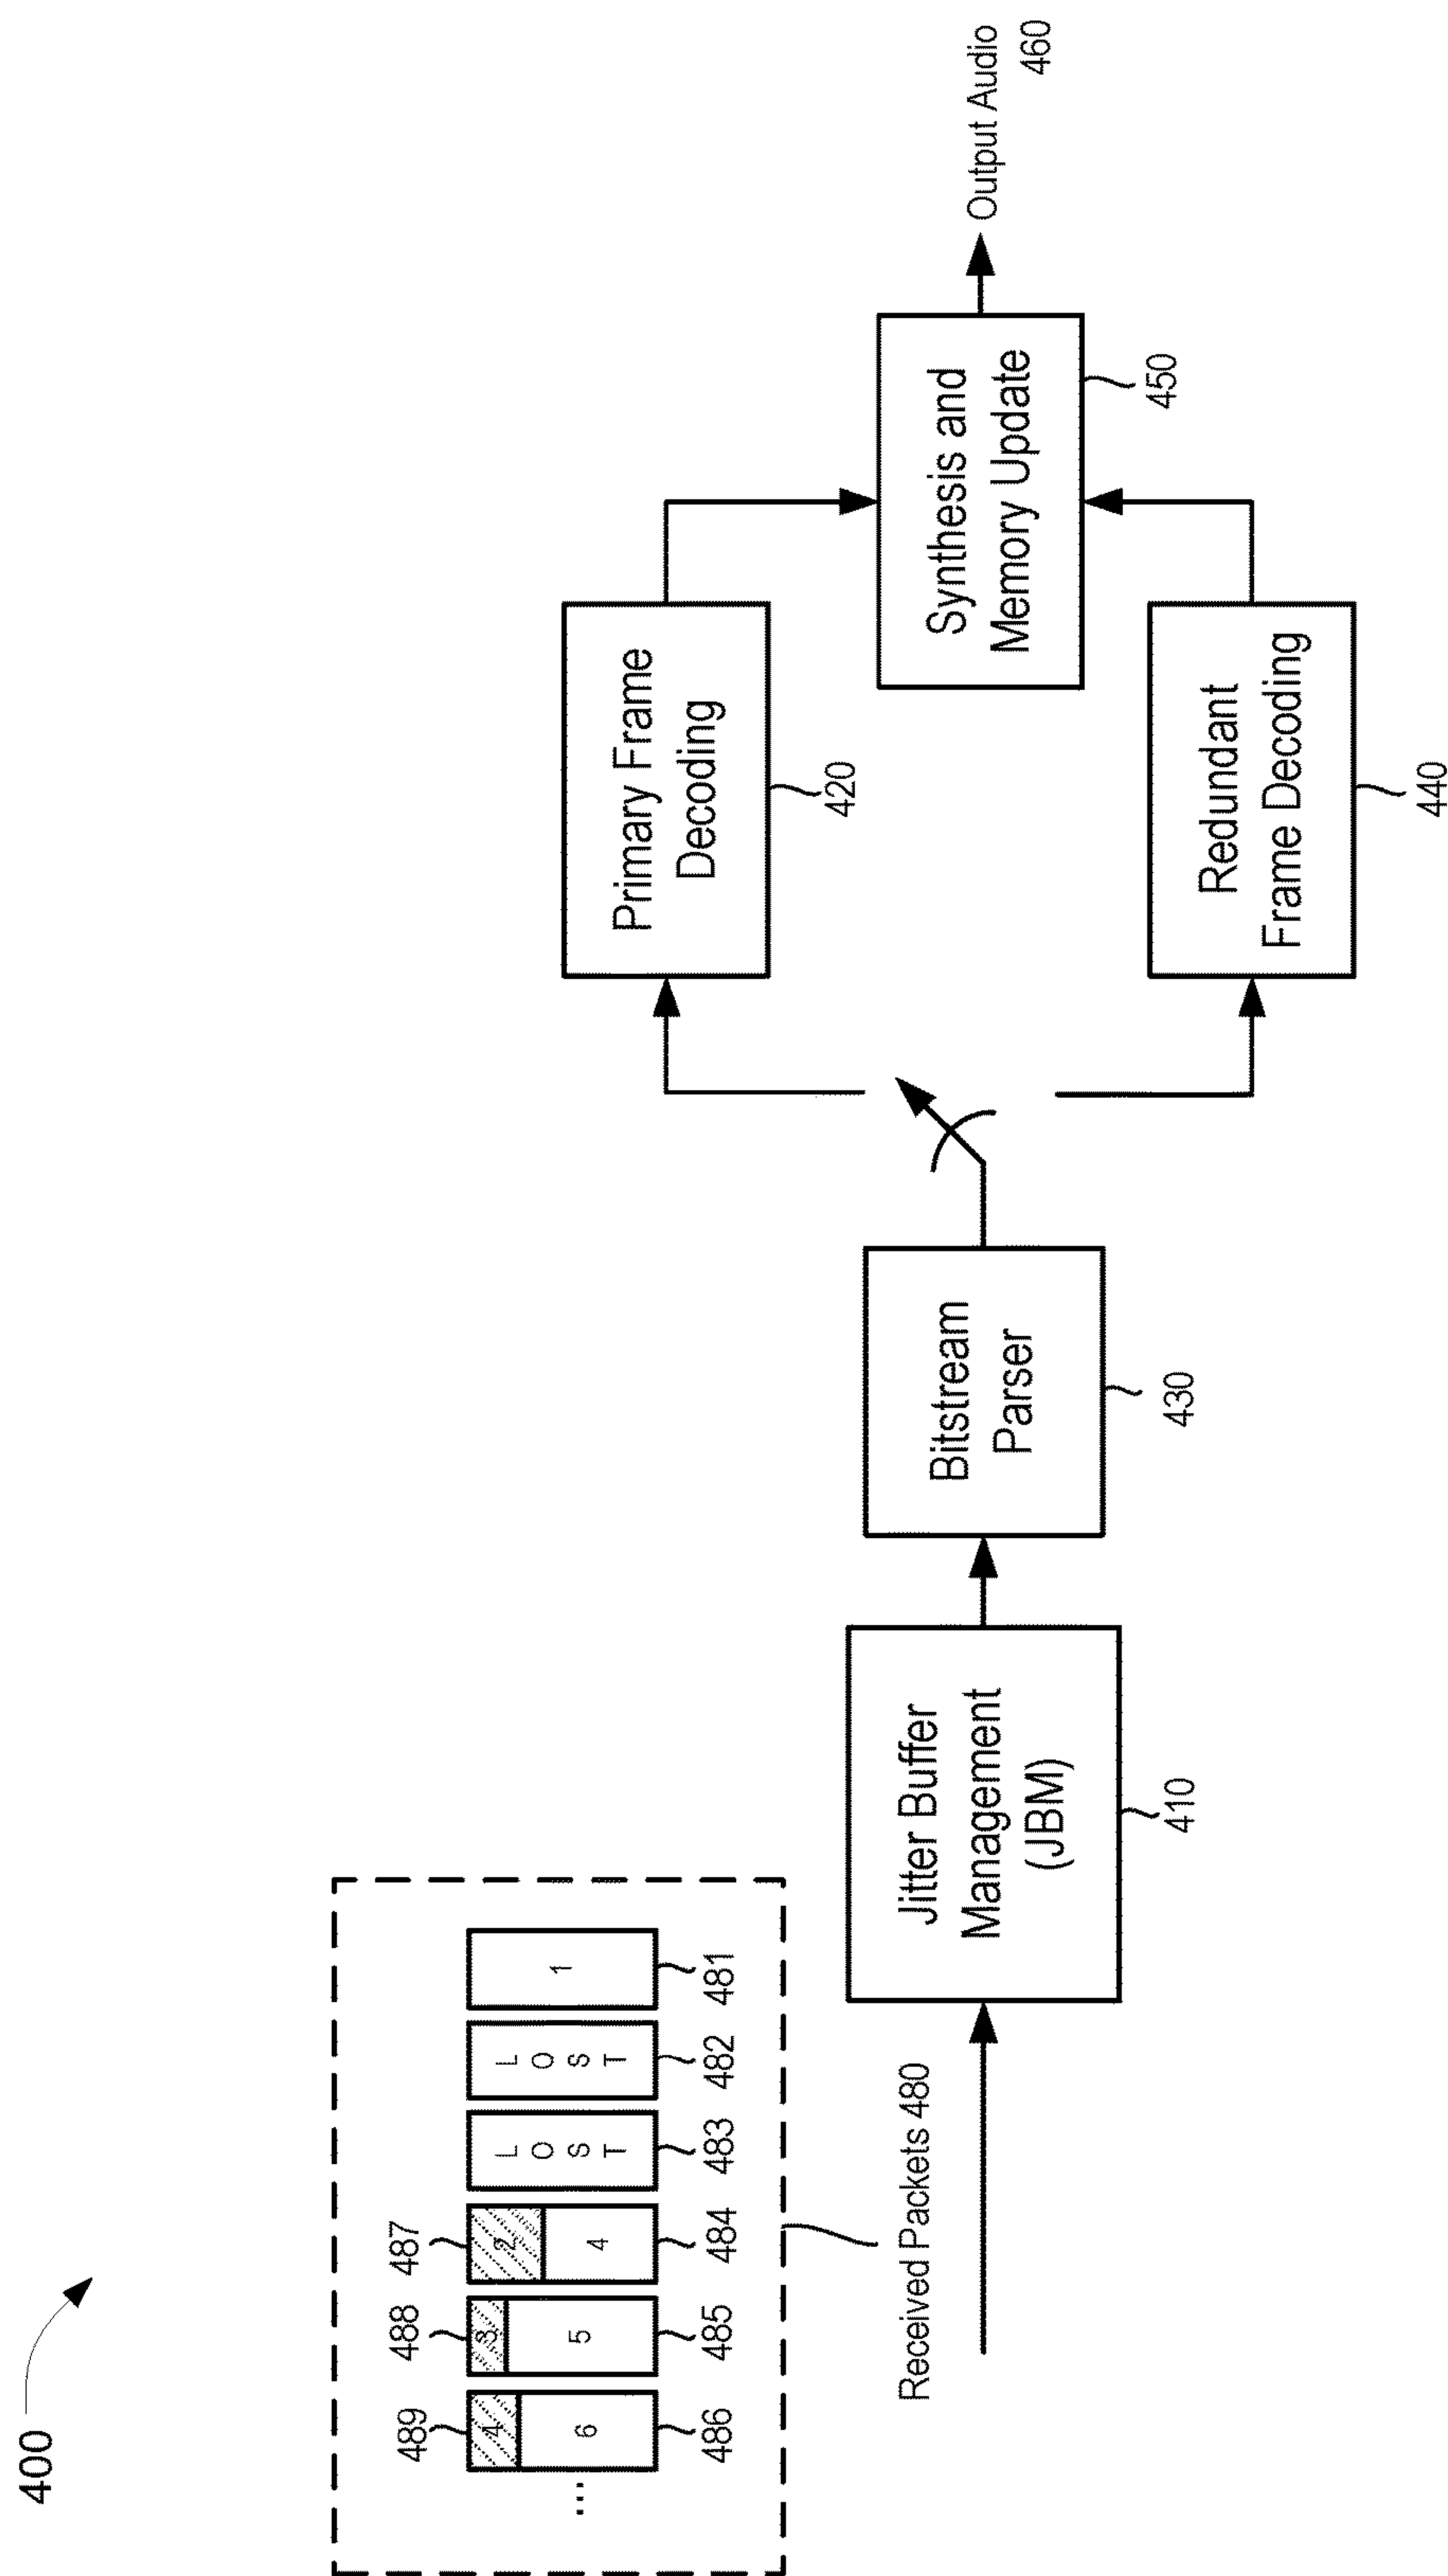 400
489
488
487
4
3
2
L
O
S
T
L
O
S
T
1
6
5
4
486
485
484
483
482
481
Received Packets 480
Jitter Buffer
Management
(JBM)
410
Bitstream
Parser
430
Primary Frame
Decoding
420
Redundant
Frame Decoding
440
Synthesis and
Memory Update
450
Output Audio
460
...